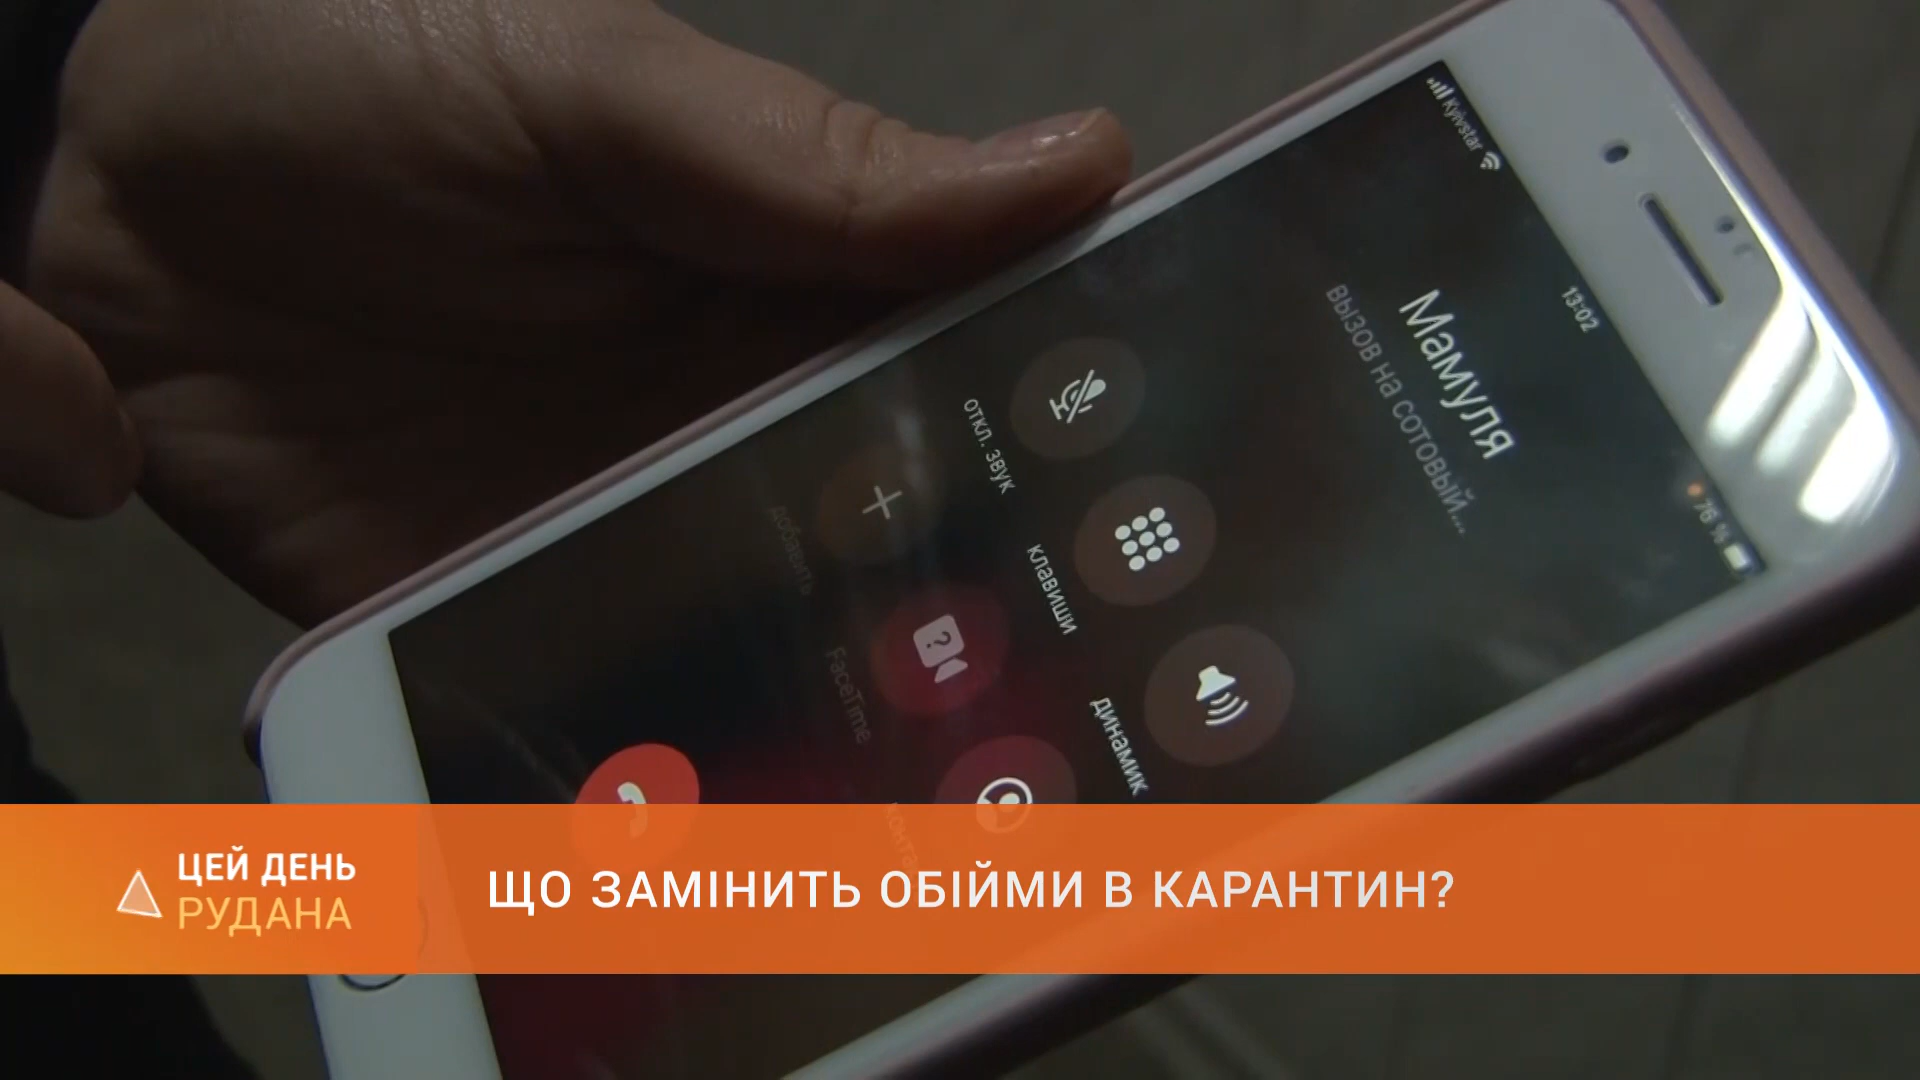 Kyivstar
13:02
76 %
Мамуля
вызов на сотовый...
откл. звук
клавиши
динамик
добавить
FaceTime
ЦЕЙ ДЕНЬ
РУДАНА
ЩО ЗАМІНИТЬ ОБІЙМИ В КАРАНТИН?